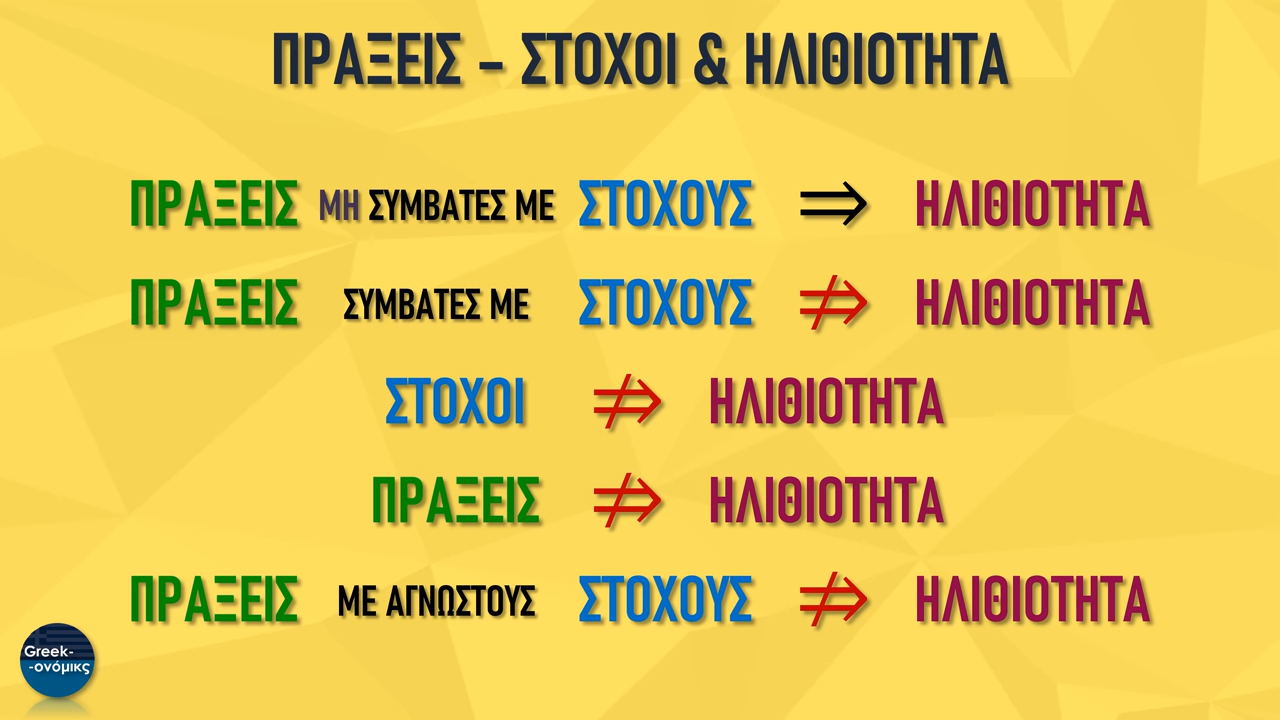 ΠΡΑΞΕΙΣ – ΣΤΟΧΟΙ & ΗΛΙΘΙΟΤΗΤΑ
ΠΡΑΞΕΙΣ ΜΗ ΣΥΜΒΑΤΕΣ ΜΕ ΣΤΟΧΟΥΣ ⇒ ΗΛΙΘΙΟΤΗΤΑ
ΠΡΑΞΕΙΣ ΣΥΜΒΑΤΕΣ ΜΕ ΣΤΟΧΟΥΣ ⇏ ΗΛΙΘΙΟΤΗΤΑ
ΣΤΟΧΟΙ ⇏ ΗΛΙΘΙΟΤΗΤΑ
ΠΡΑΞΕΙΣ ⇏ ΗΛΙΘΙΟΤΗΤΑ
ΠΡΑΞΕΙΣ ΜΕ ΑΓΝΩΣΤΟΥΣ ΣΤΟΧΟΥΣ ⇏ ΗΛΙΘΙΟΤΗΤΑ
Greek-
-ονόμικς